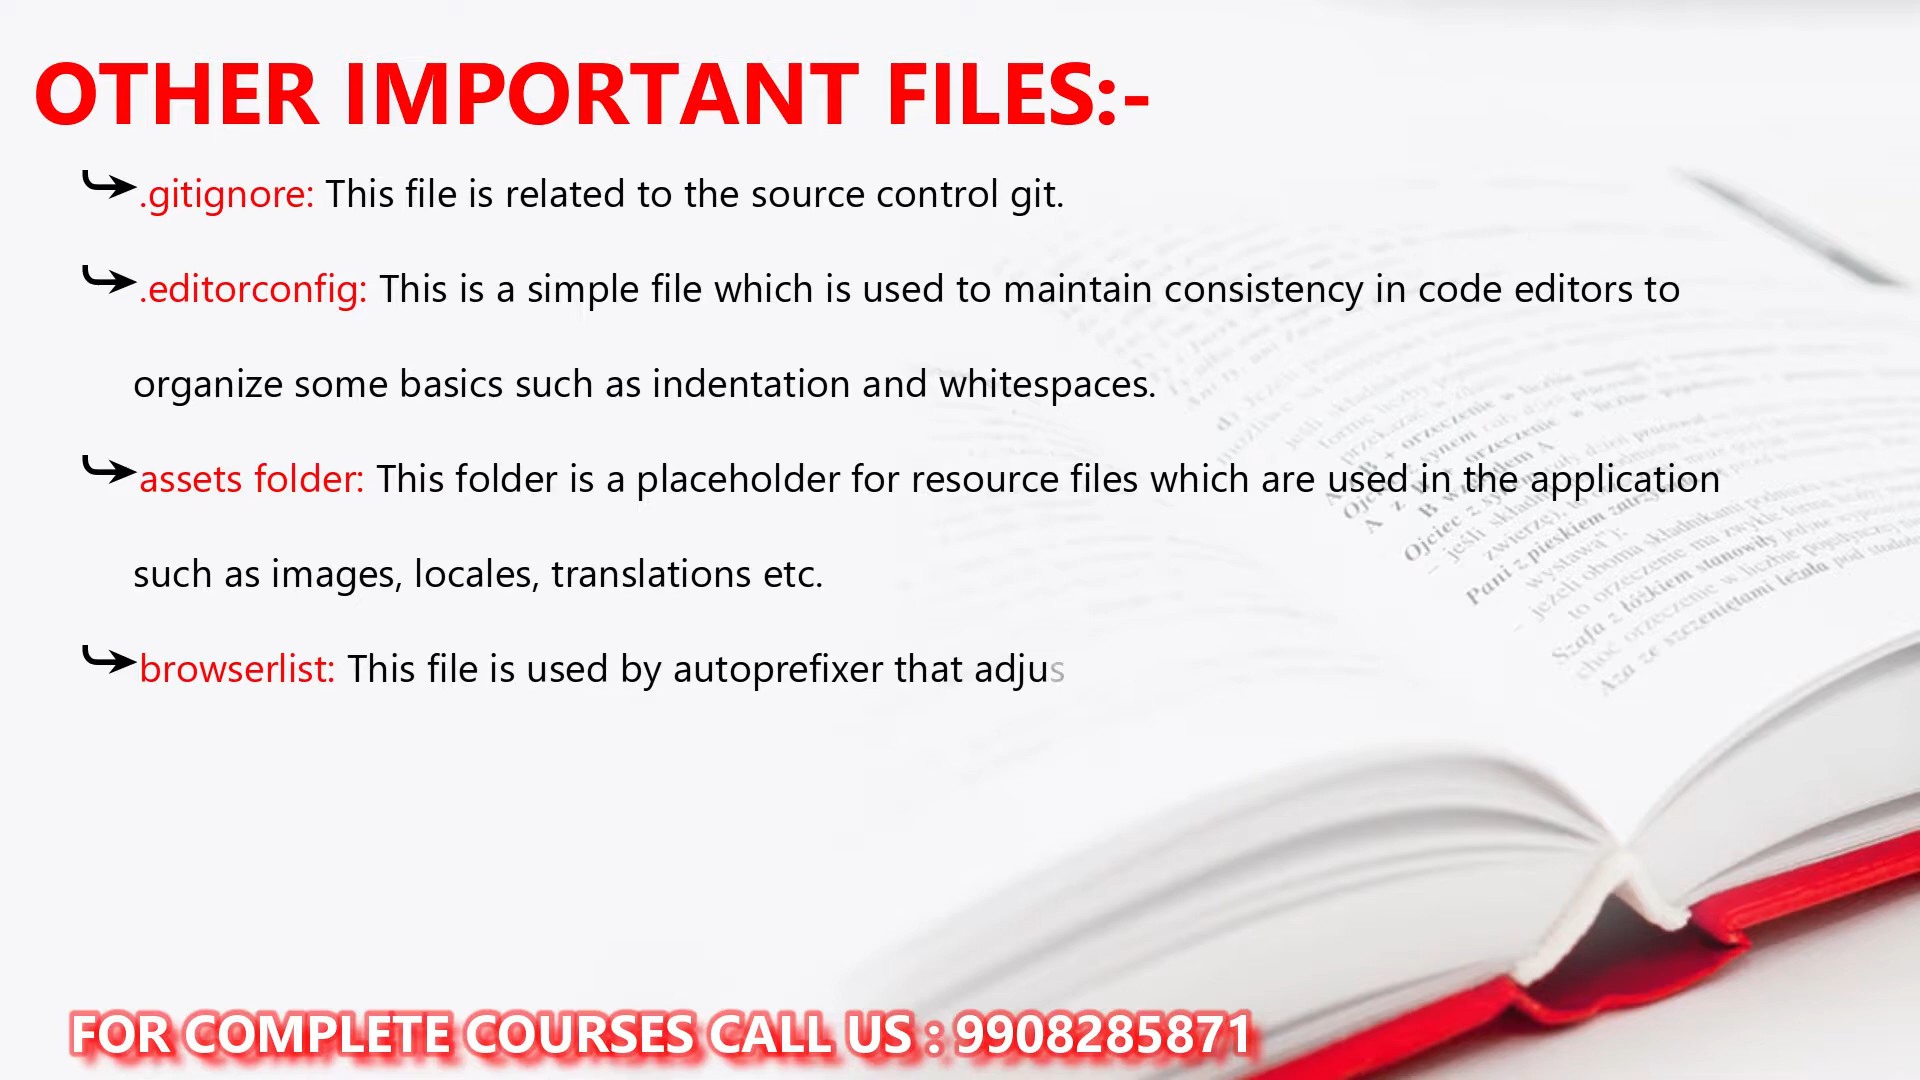 OTHER IMPORTANT FILES:-
.gitignore: This file is related to the source control git.
.editorconfig: This is a simple file which is used to maintain consistency in code editors to
organize some basics such as indentation and whitespaces.
assets folder: This folder is a placeholder for resource files which are used in the application
such as images, locales, translations etc.
browserlist: This file is used by autoprefixer that adjus
FOR COMPLETE COURSES CALL US : 9908285871